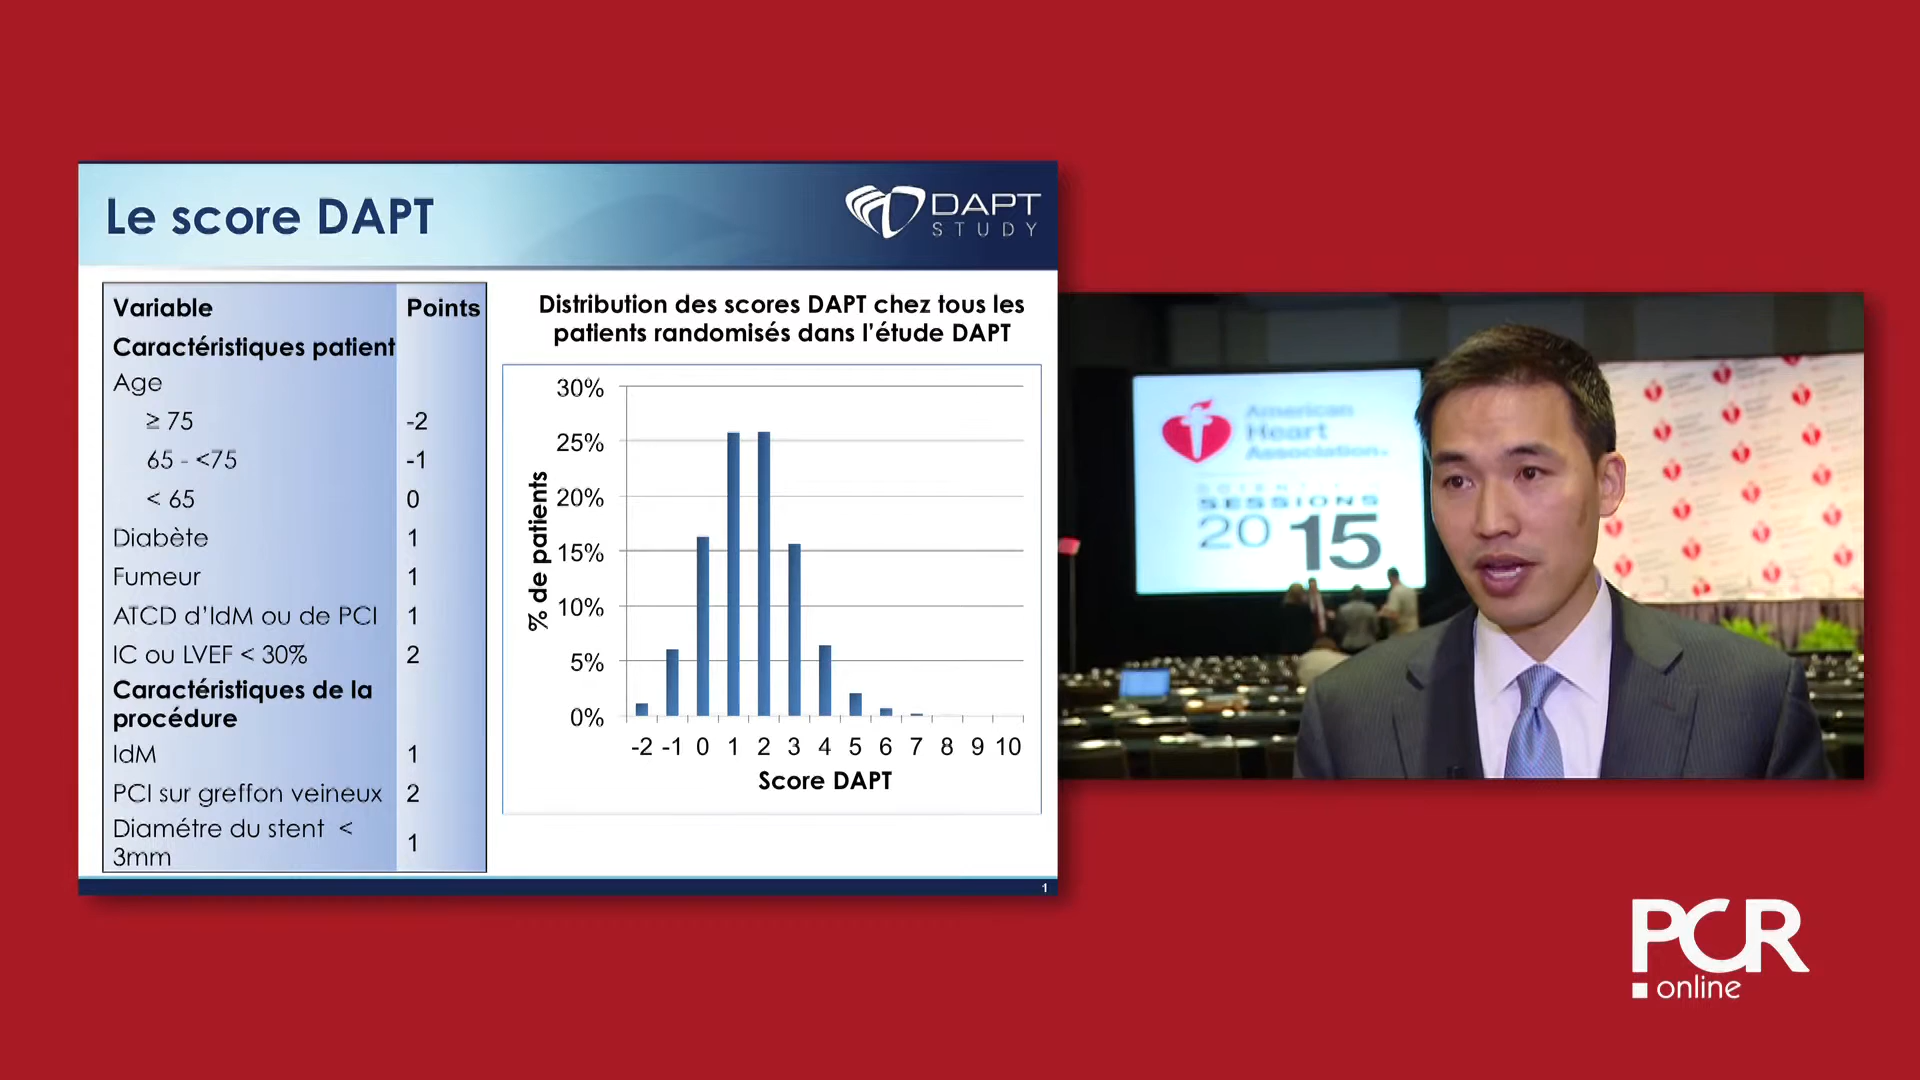 Le score DAPT
DAPT
STUDY
Variable Points
Caractéristiques patient
Age
≥ 75 -2
65 - <75 -1
< 65 0
Diabète 1
Fumeur 1
ATCD d'IdM ou de PCI 1
IC ou LVEF < 30% 2
Caractéristiques de la
procédure
IdM 1
PCI sur greffon veineux 2
Diamétre du stent <
3mm 1
Distribution des scores DAPT chez tous les
patients randomisés dans l'étude DAPT
% de patients
30%
25%
20%
15%
10%
5%
0%
-2 -1 0 1 2 3 4 5 6 7 8 9 10
Score DAPT
1
American
Heart
Association
SESSIONS
2015
PCR
online